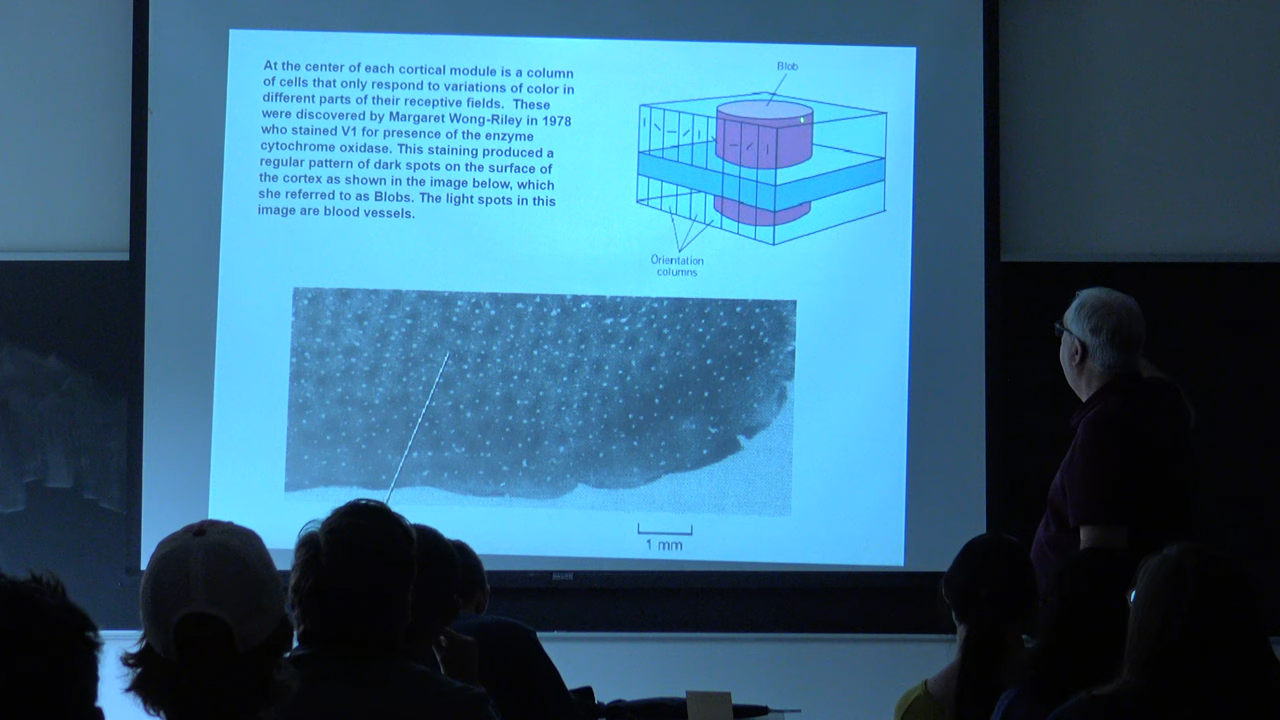 At the center of each cortical module is a column
of cells that only respond to variations of color in
different parts of their receptive fields.  These
were discovered by Margaret Wong-Riley in 1978
who stained V1 for presence of the enzyme
cytochrome oxidase. This staining produced a
regular pattern of dark spots on the surface of
the cortex as shown in the image below, which
she referred to as Blobs. The light spots in this
image are blood vessels.
Blob
Orientation
columns
1 mm